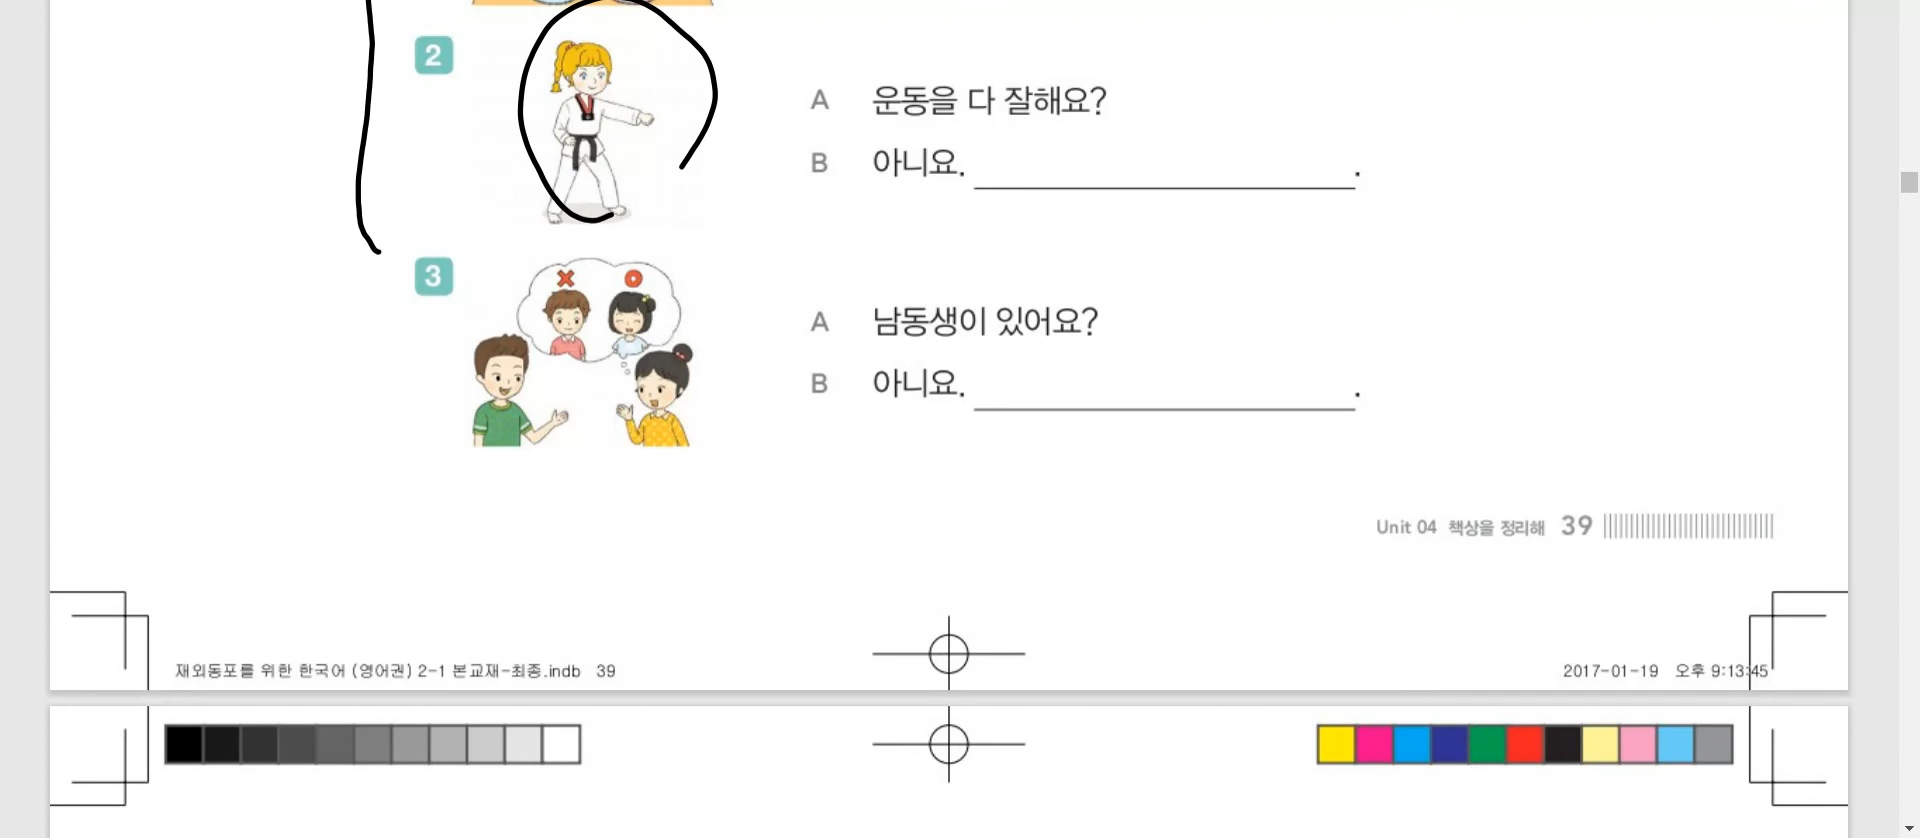 2
A 운동을 다 잘해요?
B 아니요. ____________________.
3
A 남동생이 있어요?
B 아니요. ____________________.
Unit 04 책상을 정리해 39
재외동포를 위한 한국어 (영어권) 2-1 본교재-최종.indb 39
2017-01-19 오후 9:13:45